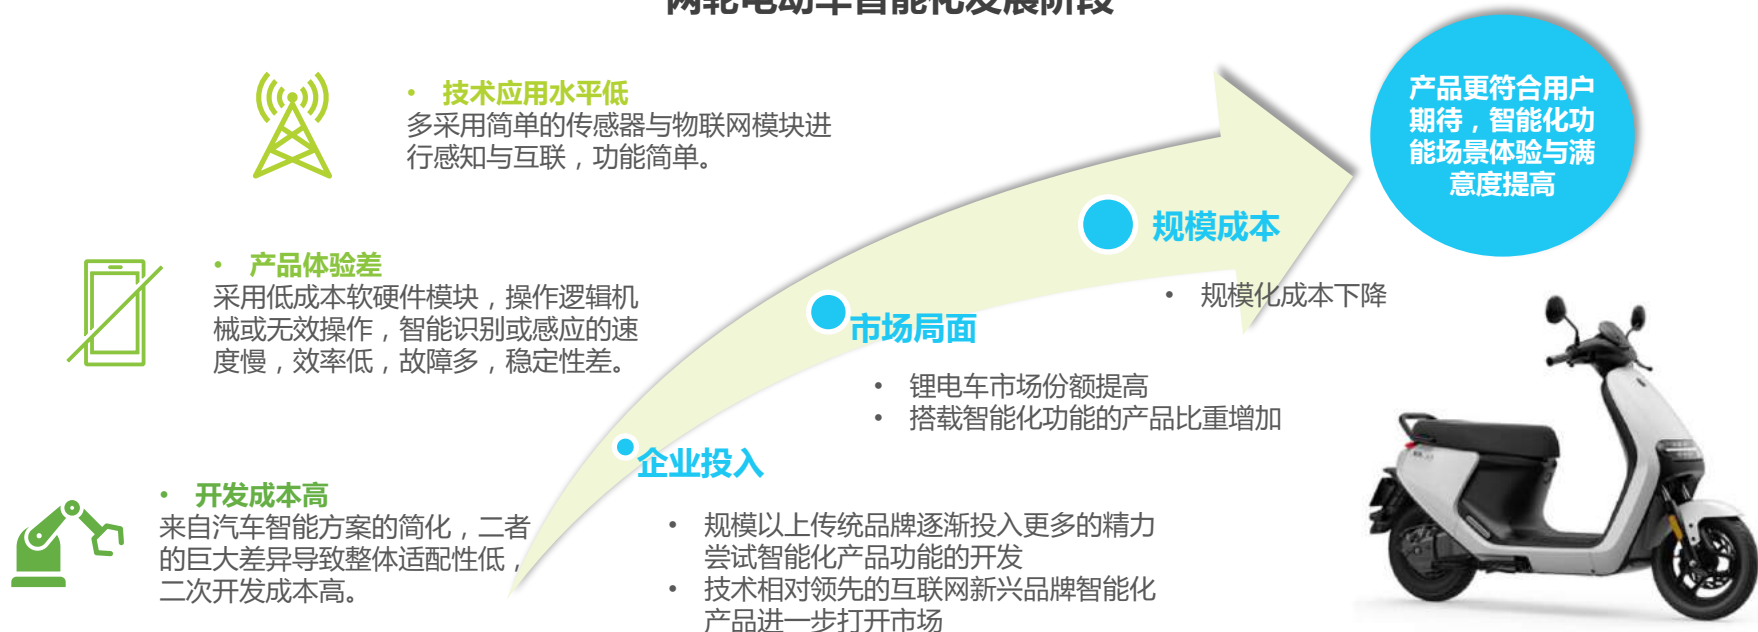 两轮电动车智能化发展阶段
• 技术应用水平低
多采用简单的传感器与物联网模块进
行感知与互联，功能简单。
• 产品体验差
采用低成本软硬件模块，操作逻辑机
械或无效操作，智能识别或感应的速
度慢，效率低，故障多，稳定性差。
• 开发成本高
来自汽车智能方案的简化，二者
的巨大差异导致整体适配性低，
二次开发成本高。
企业投入
• 规模以上传统品牌逐渐投入更多的精力
尝试智能化产品功能的开发
• 技术相对领先的互联网新兴品牌智能化
产品进一步打开市场
市场局面
• 锂电车市场份额提高
• 搭载智能化功能的产品比重增加
规模成本
• 规模化成本下降
产品更符合用户
期待，智能化功
能场景体验与满
意度提高